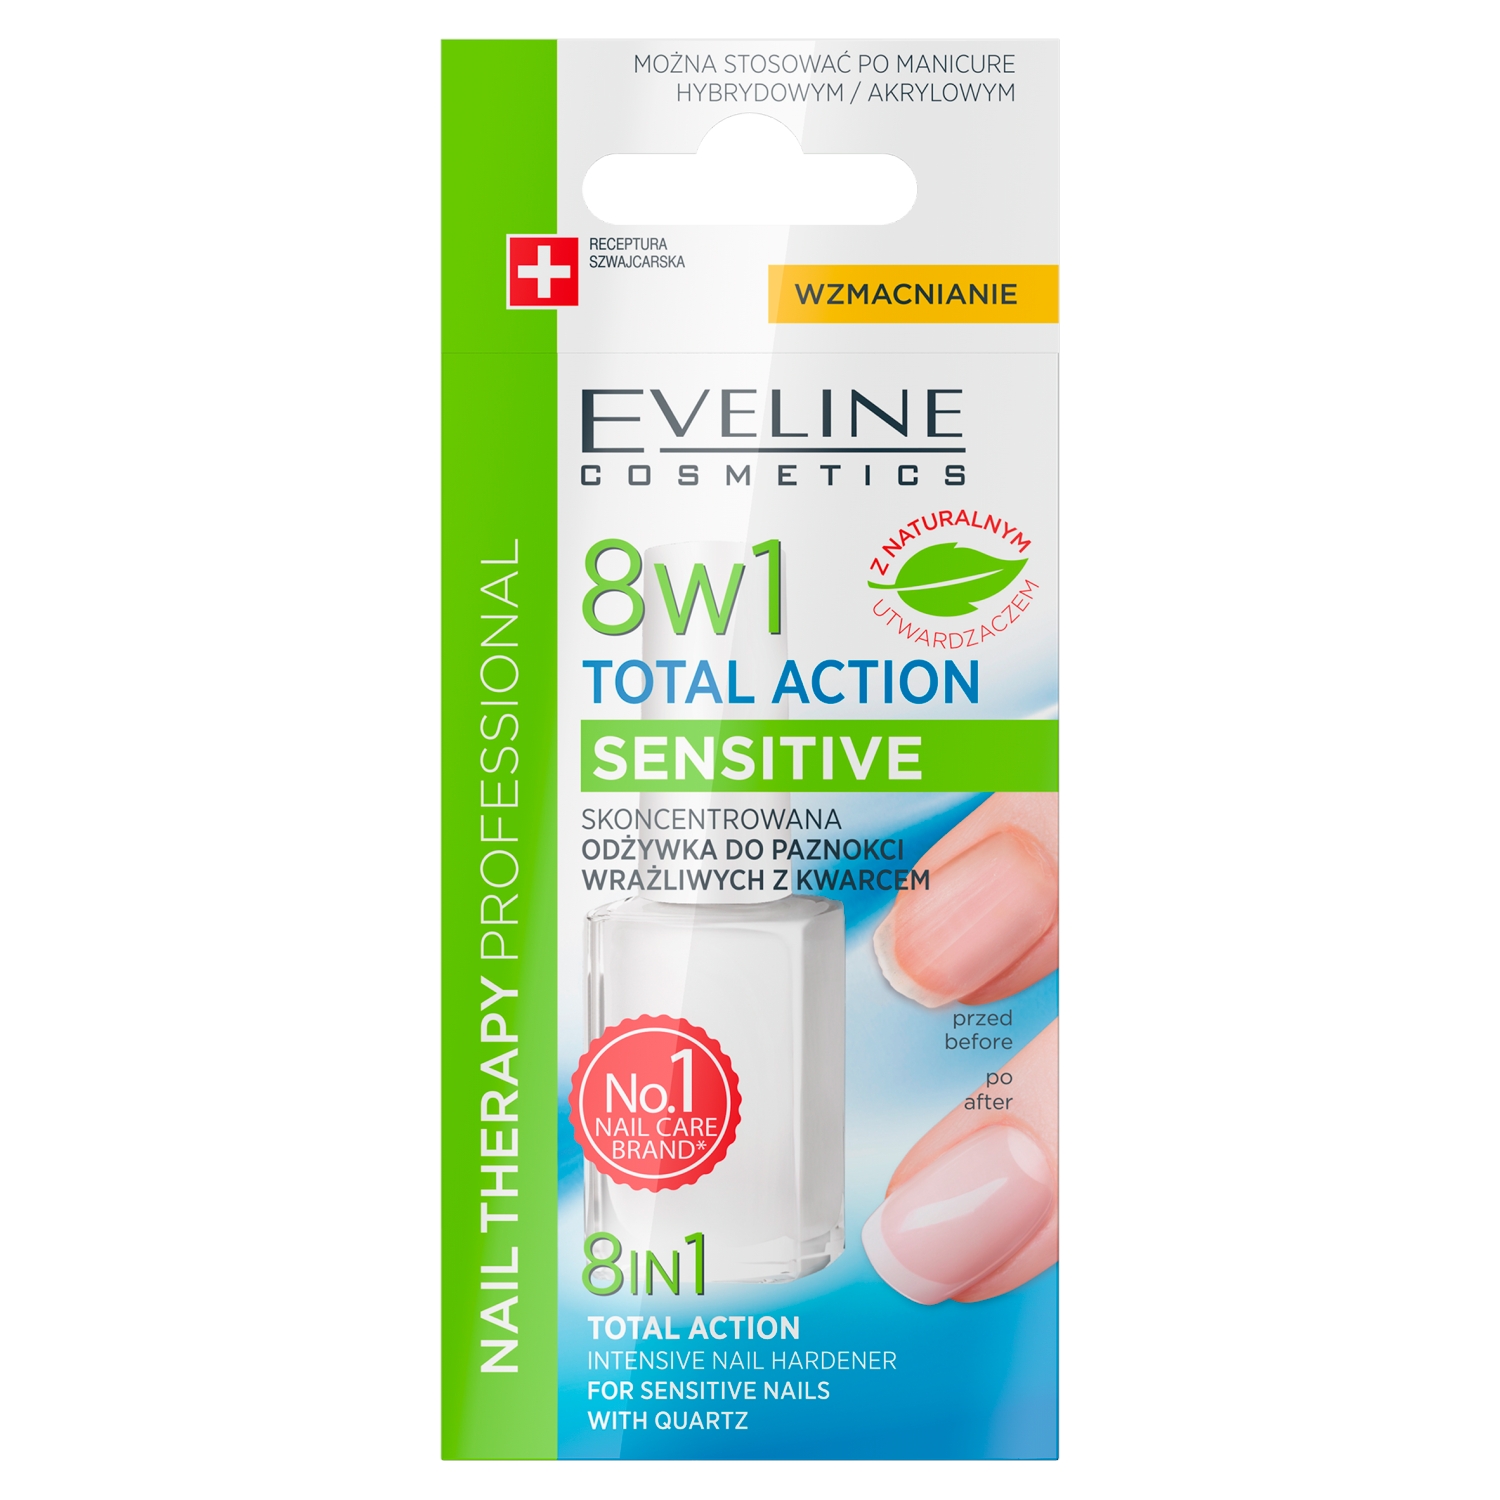 MOŻNA STOSOWAĆ PO MANICURE
HYBRYDOWYM / AKRYLOWYM
RECEPTURA
SZWAJCARSKA
WZMACNIANIE
EVELINE
COSMETICS
8w1
Z NATURALNYM
UTWARDZACZEM
TOTAL ACTION
SENSITIVE
SKONCENTROWANA
ODŻYWKA DO PAZNOKCI
WRAŻLIWYCH Z KWARCEM
przed
before
po
after
No.1
NAIL CARE
BRAND*
8IN1
TOTAL ACTION
INTENSIVE NAIL HARDENER
FOR SENSITIVE NAILS
WITH QUARTZ
NAIL THERAPY PROFESSIONAL